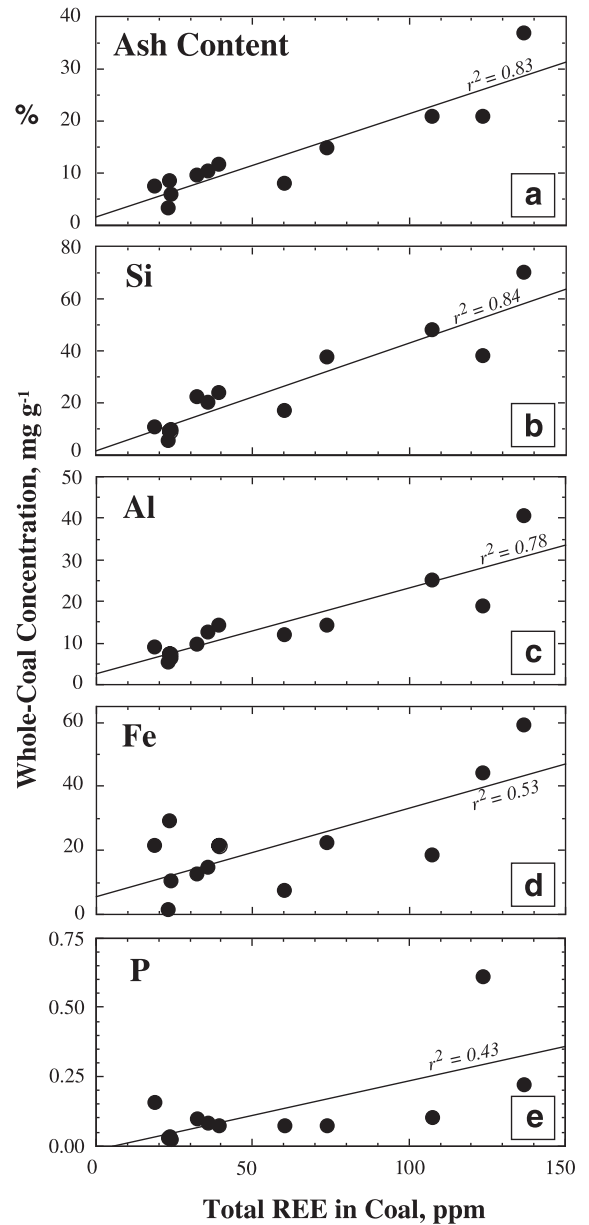 Ash Content
%
40
30
20
10
0
r² = 0.83
a
Si
80
60
40
20
0
r² = 0.84
b
Whole-Coal Concentration, mg g⁻¹
Al
50
40
30
20
10
0
r² = 0.78
c
Fe
60
40
20
0
r² = 0.53
d
P
0.75
0.50
0.25
0.00
r² = 0.43
e
0 50 100 150
Total REE in Coal, ppm